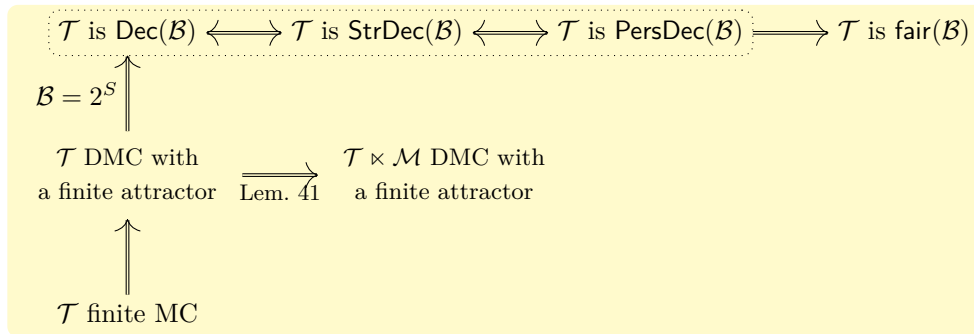 𝒯 is Dec(ℬ) ⟺ 𝒯 is StrDec(ℬ) ⟺ 𝒯 is PersDec(ℬ) ⟹ 𝒯 is fair(ℬ)
ℬ = 2^S
𝒯 DMC with
a finite attractor
Lem. 41
𝒯 ⋉ ℳ DMC with
a finite attractor
𝒯 finite MC